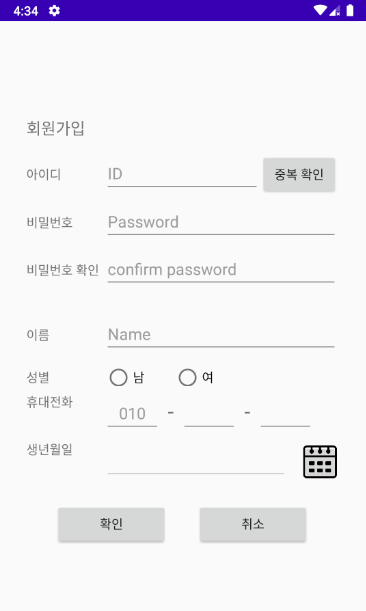 4:34
회원가입
아이디 ID 중복 확인
비밀번호 Password
비밀번호 확인 confirm password
이름 Name
성별 남 여
휴대전화 010 - -
생년월일
확인 취소